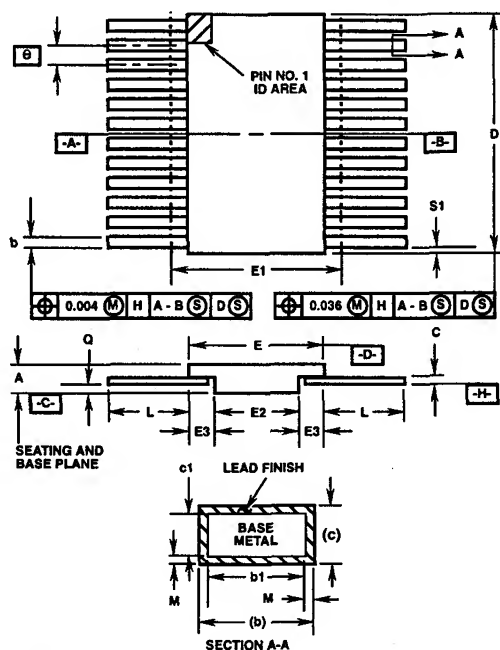 A
A
PIN NO. 1
ID AREA
θ
-A-
-B-
D
S1
b
E1
⌖ 0.004 Ⓜ H A - B Ⓢ D Ⓢ
⌖ 0.036 Ⓜ H A - B Ⓢ D Ⓢ
Q
E
-D-
C
A
-C-
-H-
L
E2
L
E3
E3
SEATING AND
BASE PLANE
c1
LEAD FINISH
BASE
METAL
(c)
b1
M
M
(b)
SECTION A-A